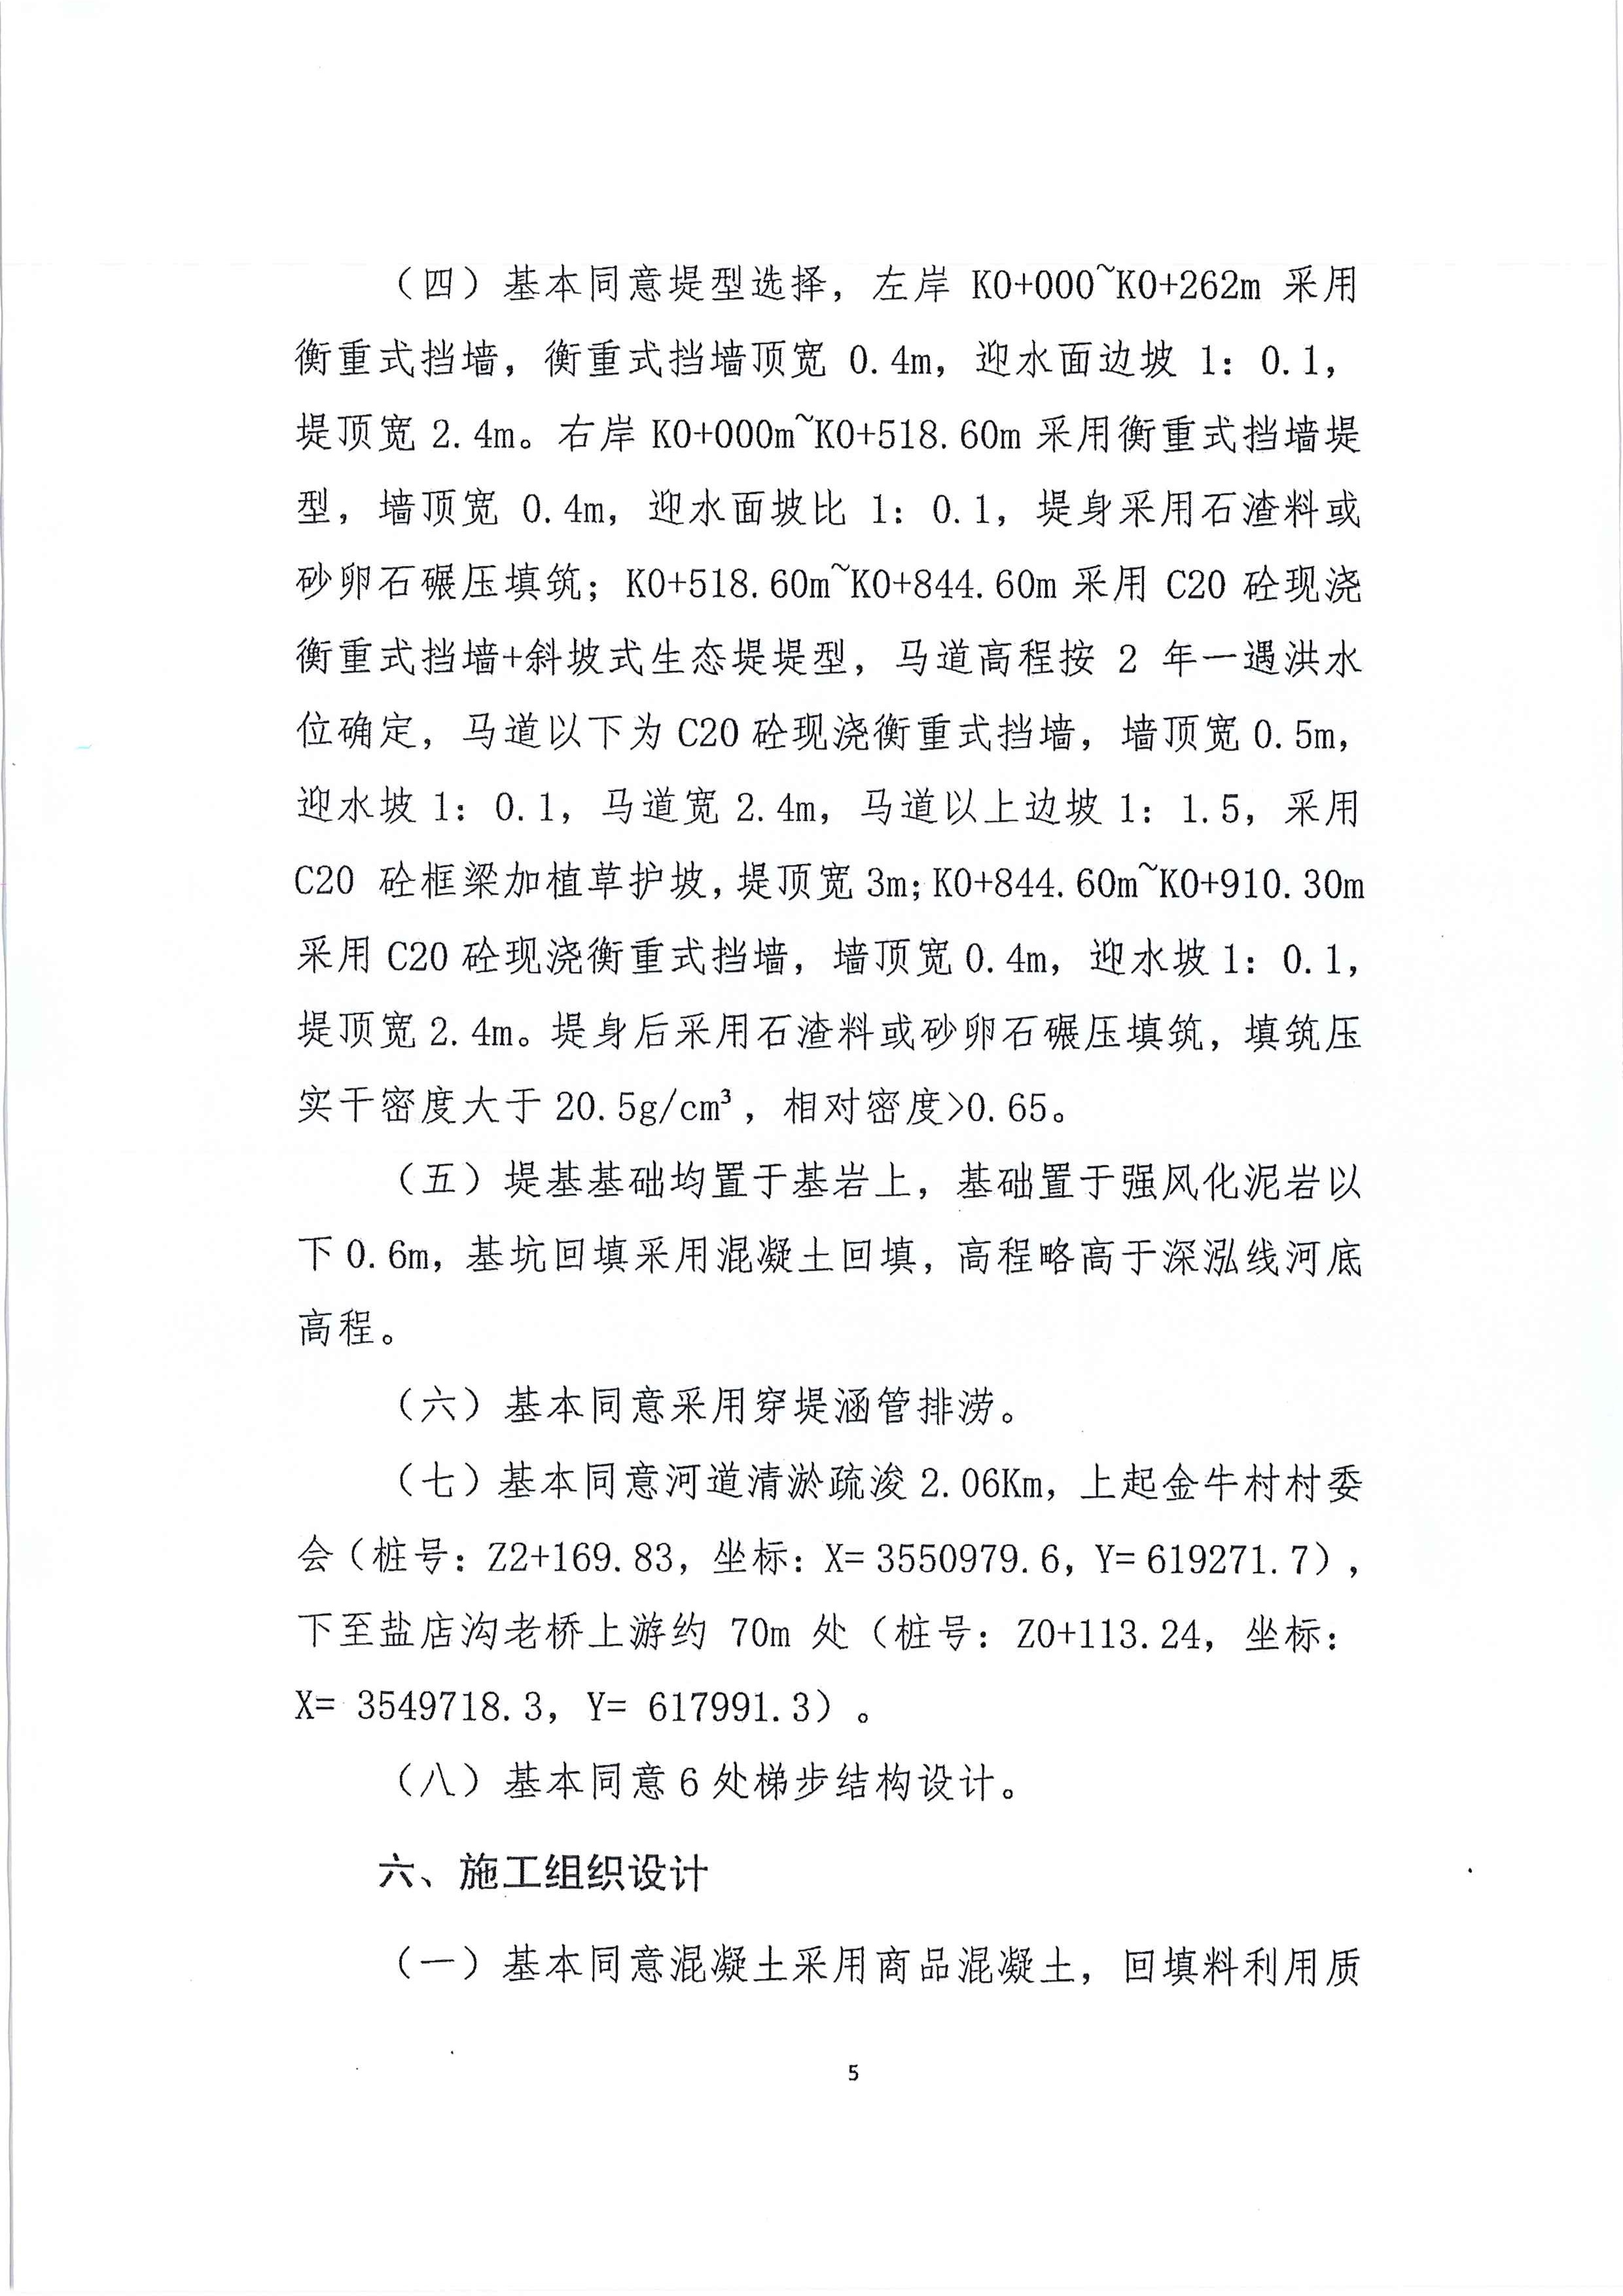 （四）基本同意堤型选择，左岸 K0+000~K0+262m 采用
衡重式挡墙，衡重式挡墙顶宽 0.4m，迎水面边坡 1：0.1，
堤顶宽 2.4m。右岸 K0+000m~K0+518.60m 采用衡重式挡墙堤
型，墙顶宽 0.4m，迎水面坡比 1：0.1，堤身采用石渣料或
砂卵石碾压填筑；K0+518.60m~K0+844.60m 采用 C20 砼现浇
衡重式挡墙+斜坡式生态堤堤型，马道高程按 2 年一遇洪水
位确定，马道以下为 C20 砼现浇衡重式挡墙，墙顶宽 0.5m，
迎水坡 1：0.1，马道宽 2.4m，马道以上边坡 1：1.5，采用
C20 砼框梁加植草护坡，堤顶宽 3m；K0+844.60m~K0+910.30m
采用 C20 砼现浇衡重式挡墙，墙顶宽 0.4m，迎水坡 1：0.1，
堤顶宽 2.4m。堤身后采用石渣料或砂卵石碾压填筑，填筑压
实干密度大于 20.5g/cm³，相对密度>0.65。
（五）堤基基础均置于基岩上，基础置于强风化泥岩以
下 0.6m，基坑回填采用混凝土回填，高程略高于深泓线河底
高程。
（六）基本同意采用穿堤涵管排涝。
（七）基本同意河道清淤疏浚 2.06Km，上起金牛村村委
会（桩号：Z2+169.83，坐标：X= 3550979.6，Y= 619271.7），
下至盐店沟老桥上游约 70m 处（桩号：Z0+113.24，坐标：
X= 3549718.3，Y= 617991.3）。
（八）基本同意 6 处梯步结构设计。
六、施工组织设计
（一）基本同意混凝土采用商品混凝土，回填料利用质
5